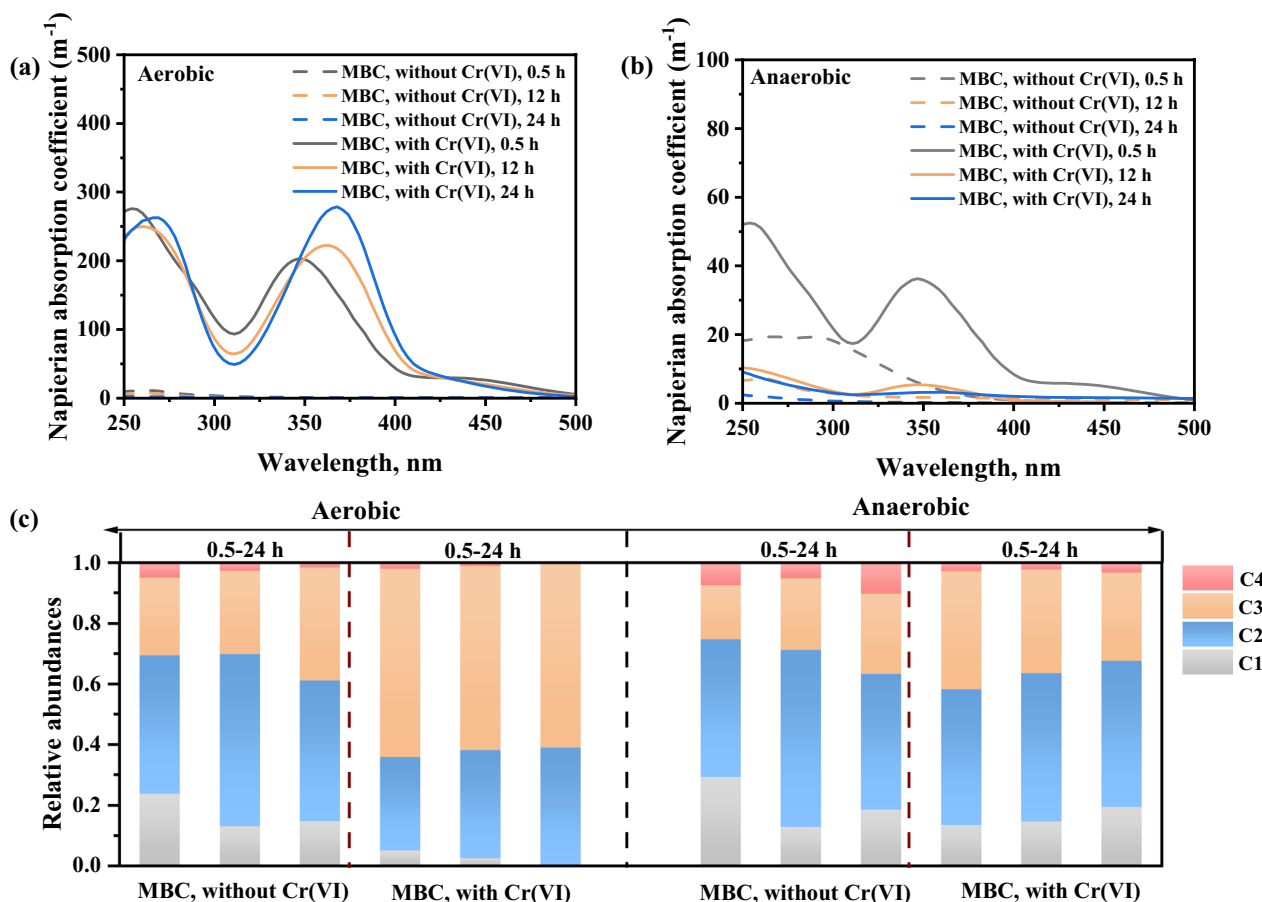 (a)
Napierian absorption coefficient (m⁻¹)
500
400
300
200
100
0
Aerobic
MBC, without Cr(VI), 0.5 h
MBC, without Cr(VI), 12 h
MBC, without Cr(VI), 24 h
MBC, with Cr(VI), 0.5 h
MBC, with Cr(VI), 12 h
MBC, with Cr(VI), 24 h
250 300 350 400 450 500
Wavelength, nm
(b)
Napierian absorption coefficient (m⁻¹)
100
80
60
40
20
0
Anaerobic
MBC, without Cr(VI), 0.5 h
MBC, without Cr(VI), 12 h
MBC, without Cr(VI), 24 h
MBC, with Cr(VI), 0.5 h
MBC, with Cr(VI), 12 h
MBC, with Cr(VI), 24 h
250 300 350 400 450 500
Wavelength, nm
(c)
Aerobic Anaerobic
0.5-24 h 0.5-24 h 0.5-24 h 0.5-24 h
Relative abundances
1.0
0.8
0.6
0.4
0.2
0.0
C4
C3
C2
C1
MBC, without Cr(VI) MBC, with Cr(VI) MBC, without Cr(VI) MBC, with Cr(VI)